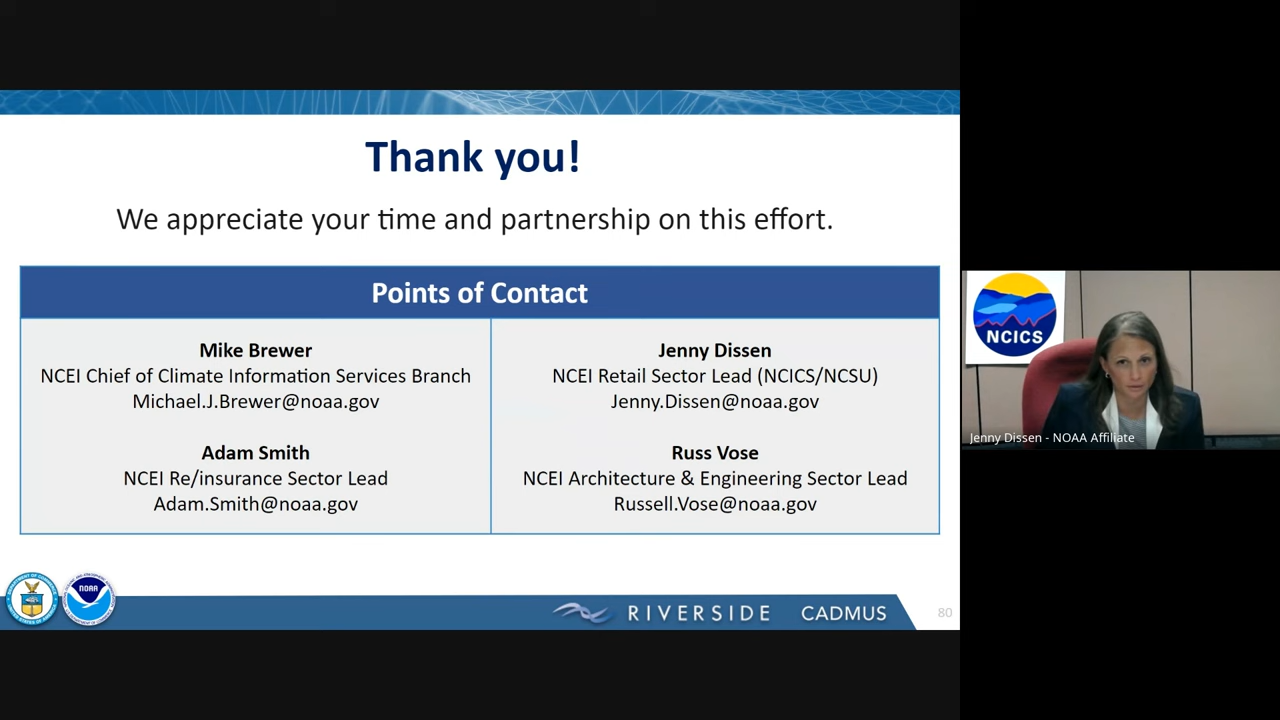 Thank you!
We appreciate your time and partnership on this effort.
Points of Contact
Mike Brewer
NCEI Chief of Climate Information Services Branch
Michael.J.Brewer@noaa.gov
Adam Smith
NCEI Re/insurance Sector Lead
Adam.Smith@noaa.gov
Jenny Dissen
NCEI Retail Sector Lead (NCICS/NCSU)
Jenny.Dissen@noaa.gov
Russ Vose
NCEI Architecture & Engineering Sector Lead
Russell.Vose@noaa.gov
NOAA
RIVERSIDE
CADMUS
80
NCICS
Jenny Dissen - NOAA Affiliate